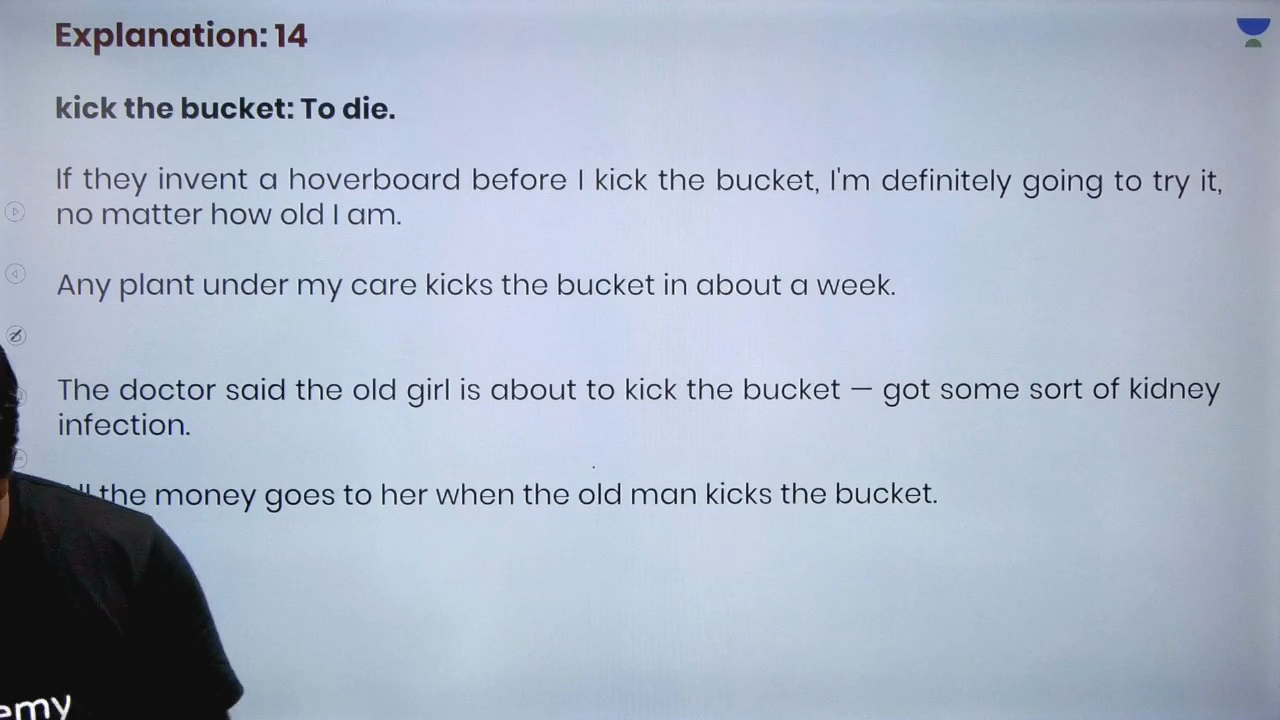 Explanation: 14
kick the bucket: To die.
If they invent a hoverboard before I kick the bucket, I'm definitely going to try it,
no matter how old I am.
Any plant under my care kicks the bucket in about a week.
The doctor said the old girl is about to kick the bucket — got some sort of kidney
infection.
the money goes to her when the old man kicks the bucket.
emy